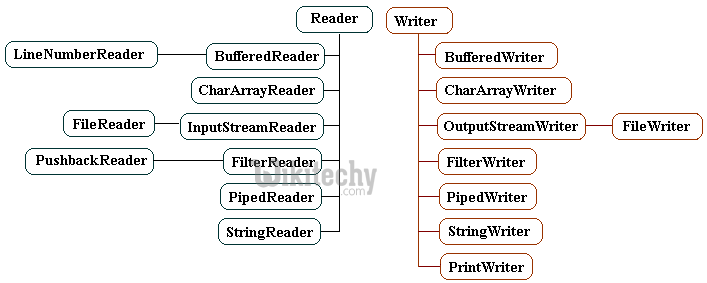 Reader
Writer
LineNumberReader
BufferedReader
BufferedWriter
CharArrayReader
CharArrayWriter
FileReader
InputStreamReader
OutputStreamWriter
FileWriter
PushbackReader
FilterReader
FilterWriter
Wikitechy
.com
PipedReader
PipedWriter
StringReader
StringWriter
PrintWriter